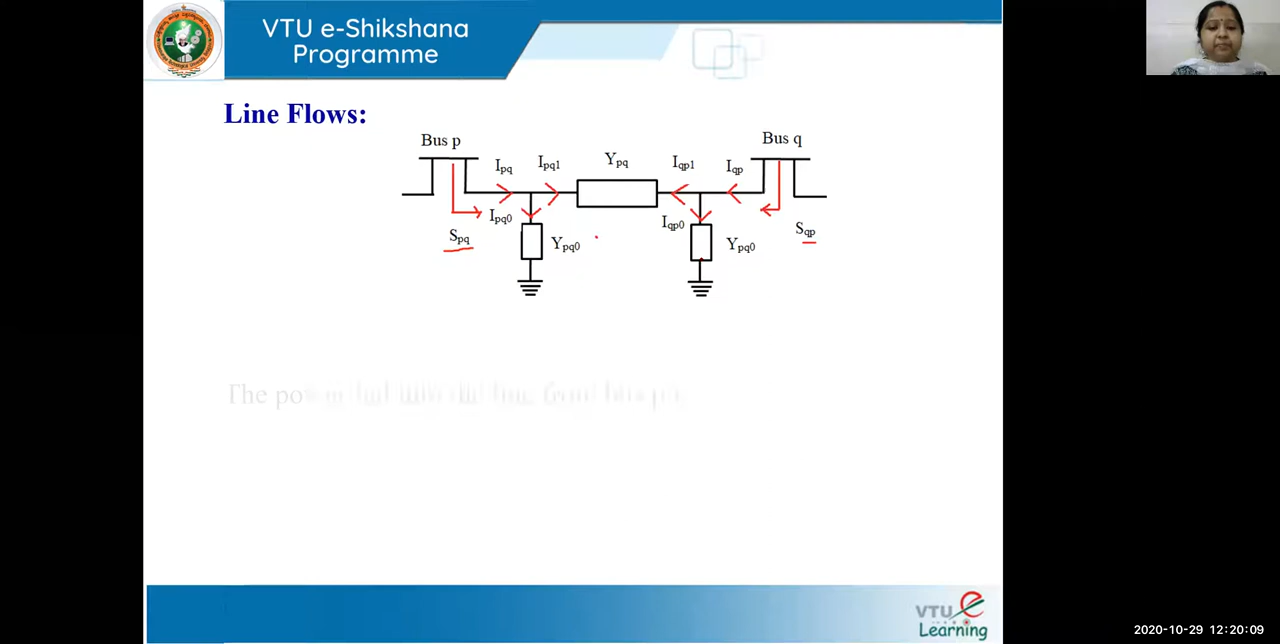 VTU e-Shikshana
Programme
Line Flows:
Bus p
Bus q
Ipq
Ipq1
Ypq
Iqp1
Iqp
Ipq0
Iqp0
Spq
Ypq0
Ypq0
Sqp
The
VTU
Learning
2020-10-29 12:20:09